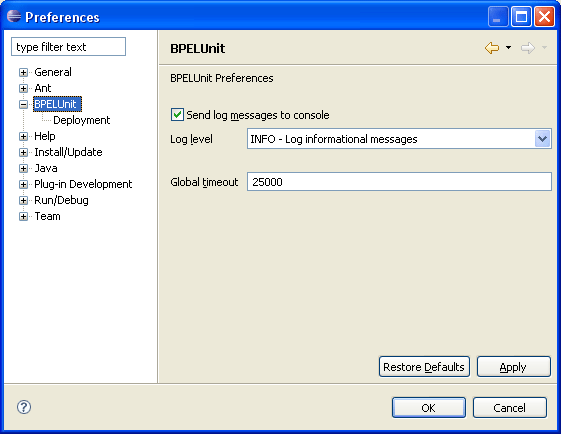 Preferences
type filter text
General
Ant
BPELUnit
Deployment
Help
Install/Update
Java
Plug-in Development
Run/Debug
Team
BPELUnit
BPELUnit Preferences
Send log messages to console
Log level
INFO - Log informational messages
Global timeout
25000
Restore Defaults
Apply
?
OK
Cancel